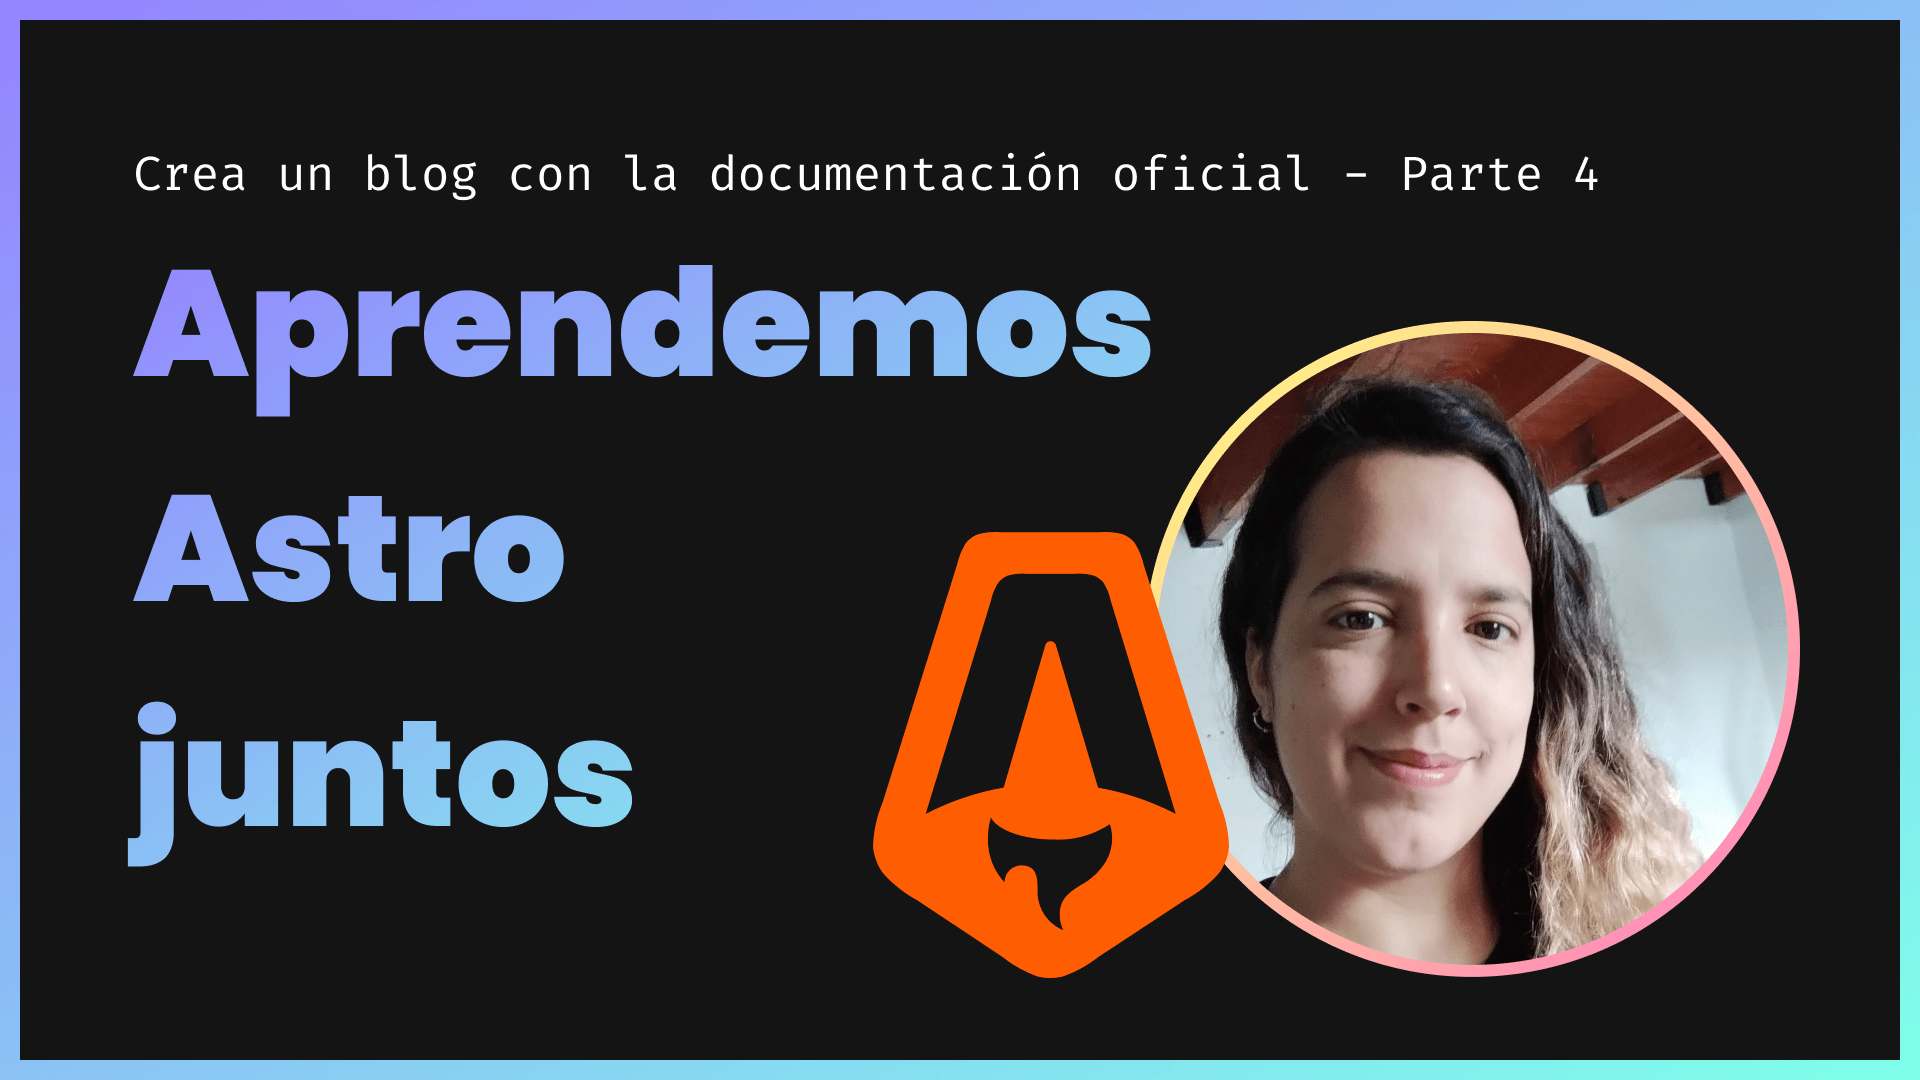 Crea un blog con la documentación oficial - Parte 4
Aprendemos
Astro
juntos